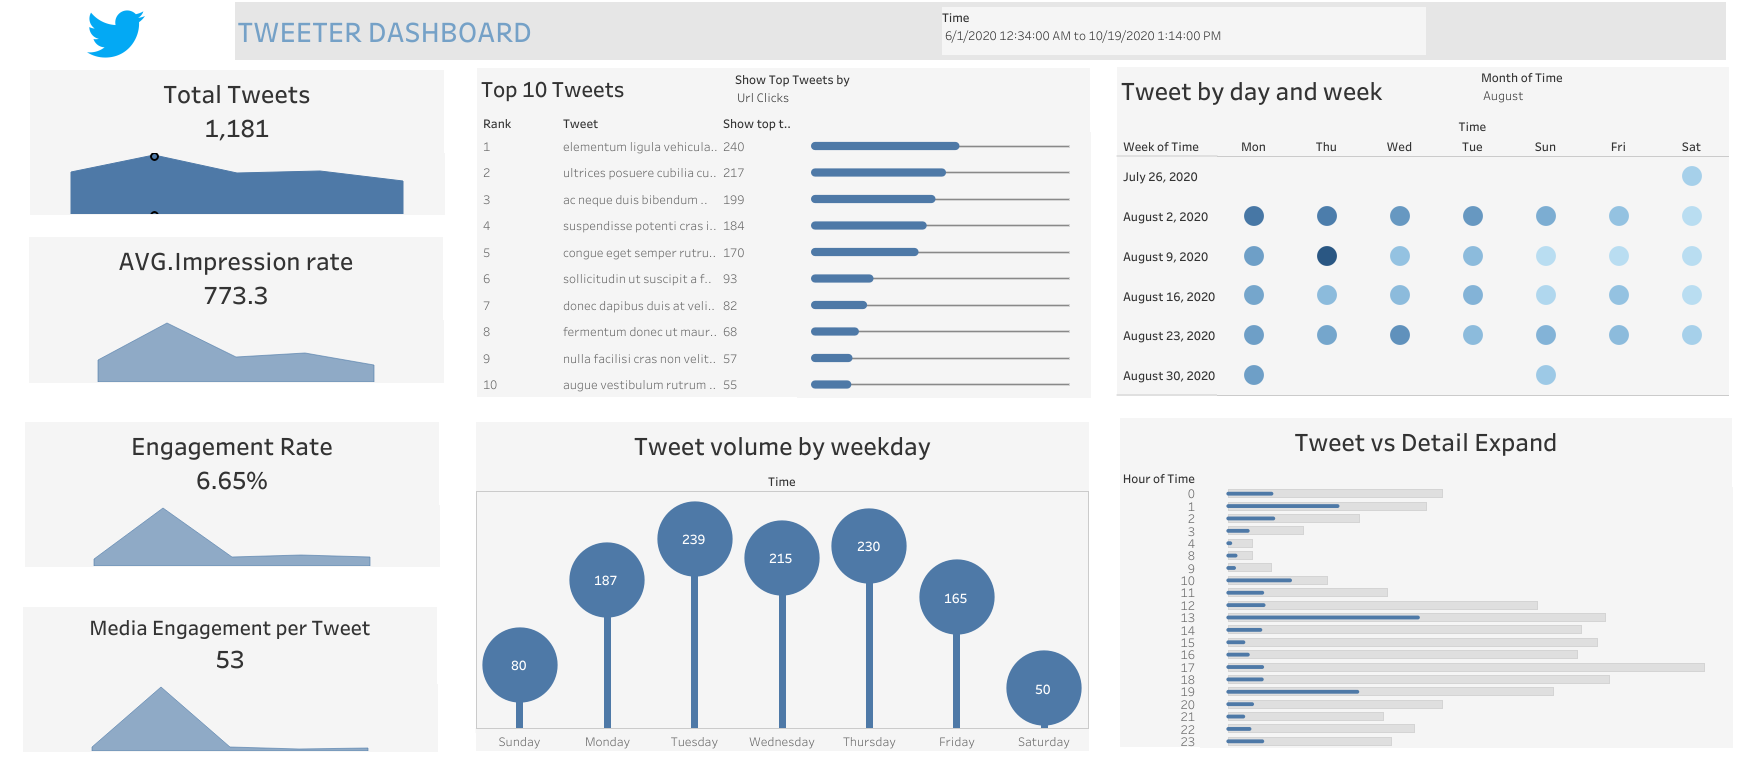 TWEETER DASHBOARD
Time
6/1/2020 12:34:00 AM to 10/19/2020 1:14:00 PM
Total Tweets
1,181
AVG.Impression rate
773.3
Engagement Rate
6.65%
Media Engagement per Tweet
53
Top 10 Tweets
Show Top Tweets by
Url Clicks
Rank Tweet Show top t..
1 elementum ligula vehicula.. 240
2 ultrices posuere cubilia cu.. 217
3 ac neque duis bibendum .. 199
4 suspendisse potenti cras i.. 184
5 congue eget semper rutru.. 170
6 sollicitudin ut suscipit a f.. 93
7 donec dapibus duis at veli.. 82
8 fermentum donec ut maur.. 68
9 nulla facilisi cras non velit.. 57
10 augue vestibulum rutrum .. 55
Tweet by day and week
Month of Time
August
Time
Week of Time Mon Thu Wed Tue Sun Fri Sat
July 26, 2020
August 2, 2020
August 9, 2020
August 16, 2020
August 23, 2020
August 30, 2020
Tweet volume by weekday
Time
80 187 239 215 230 165 50
Sunday Monday Tuesday Wednesday Thursday Friday Saturday
Tweet vs Detail Expand
Hour of Time
0
1
2
3
4
8
9
10
11
12
13
14
15
16
17
18
19
20
21
22
23